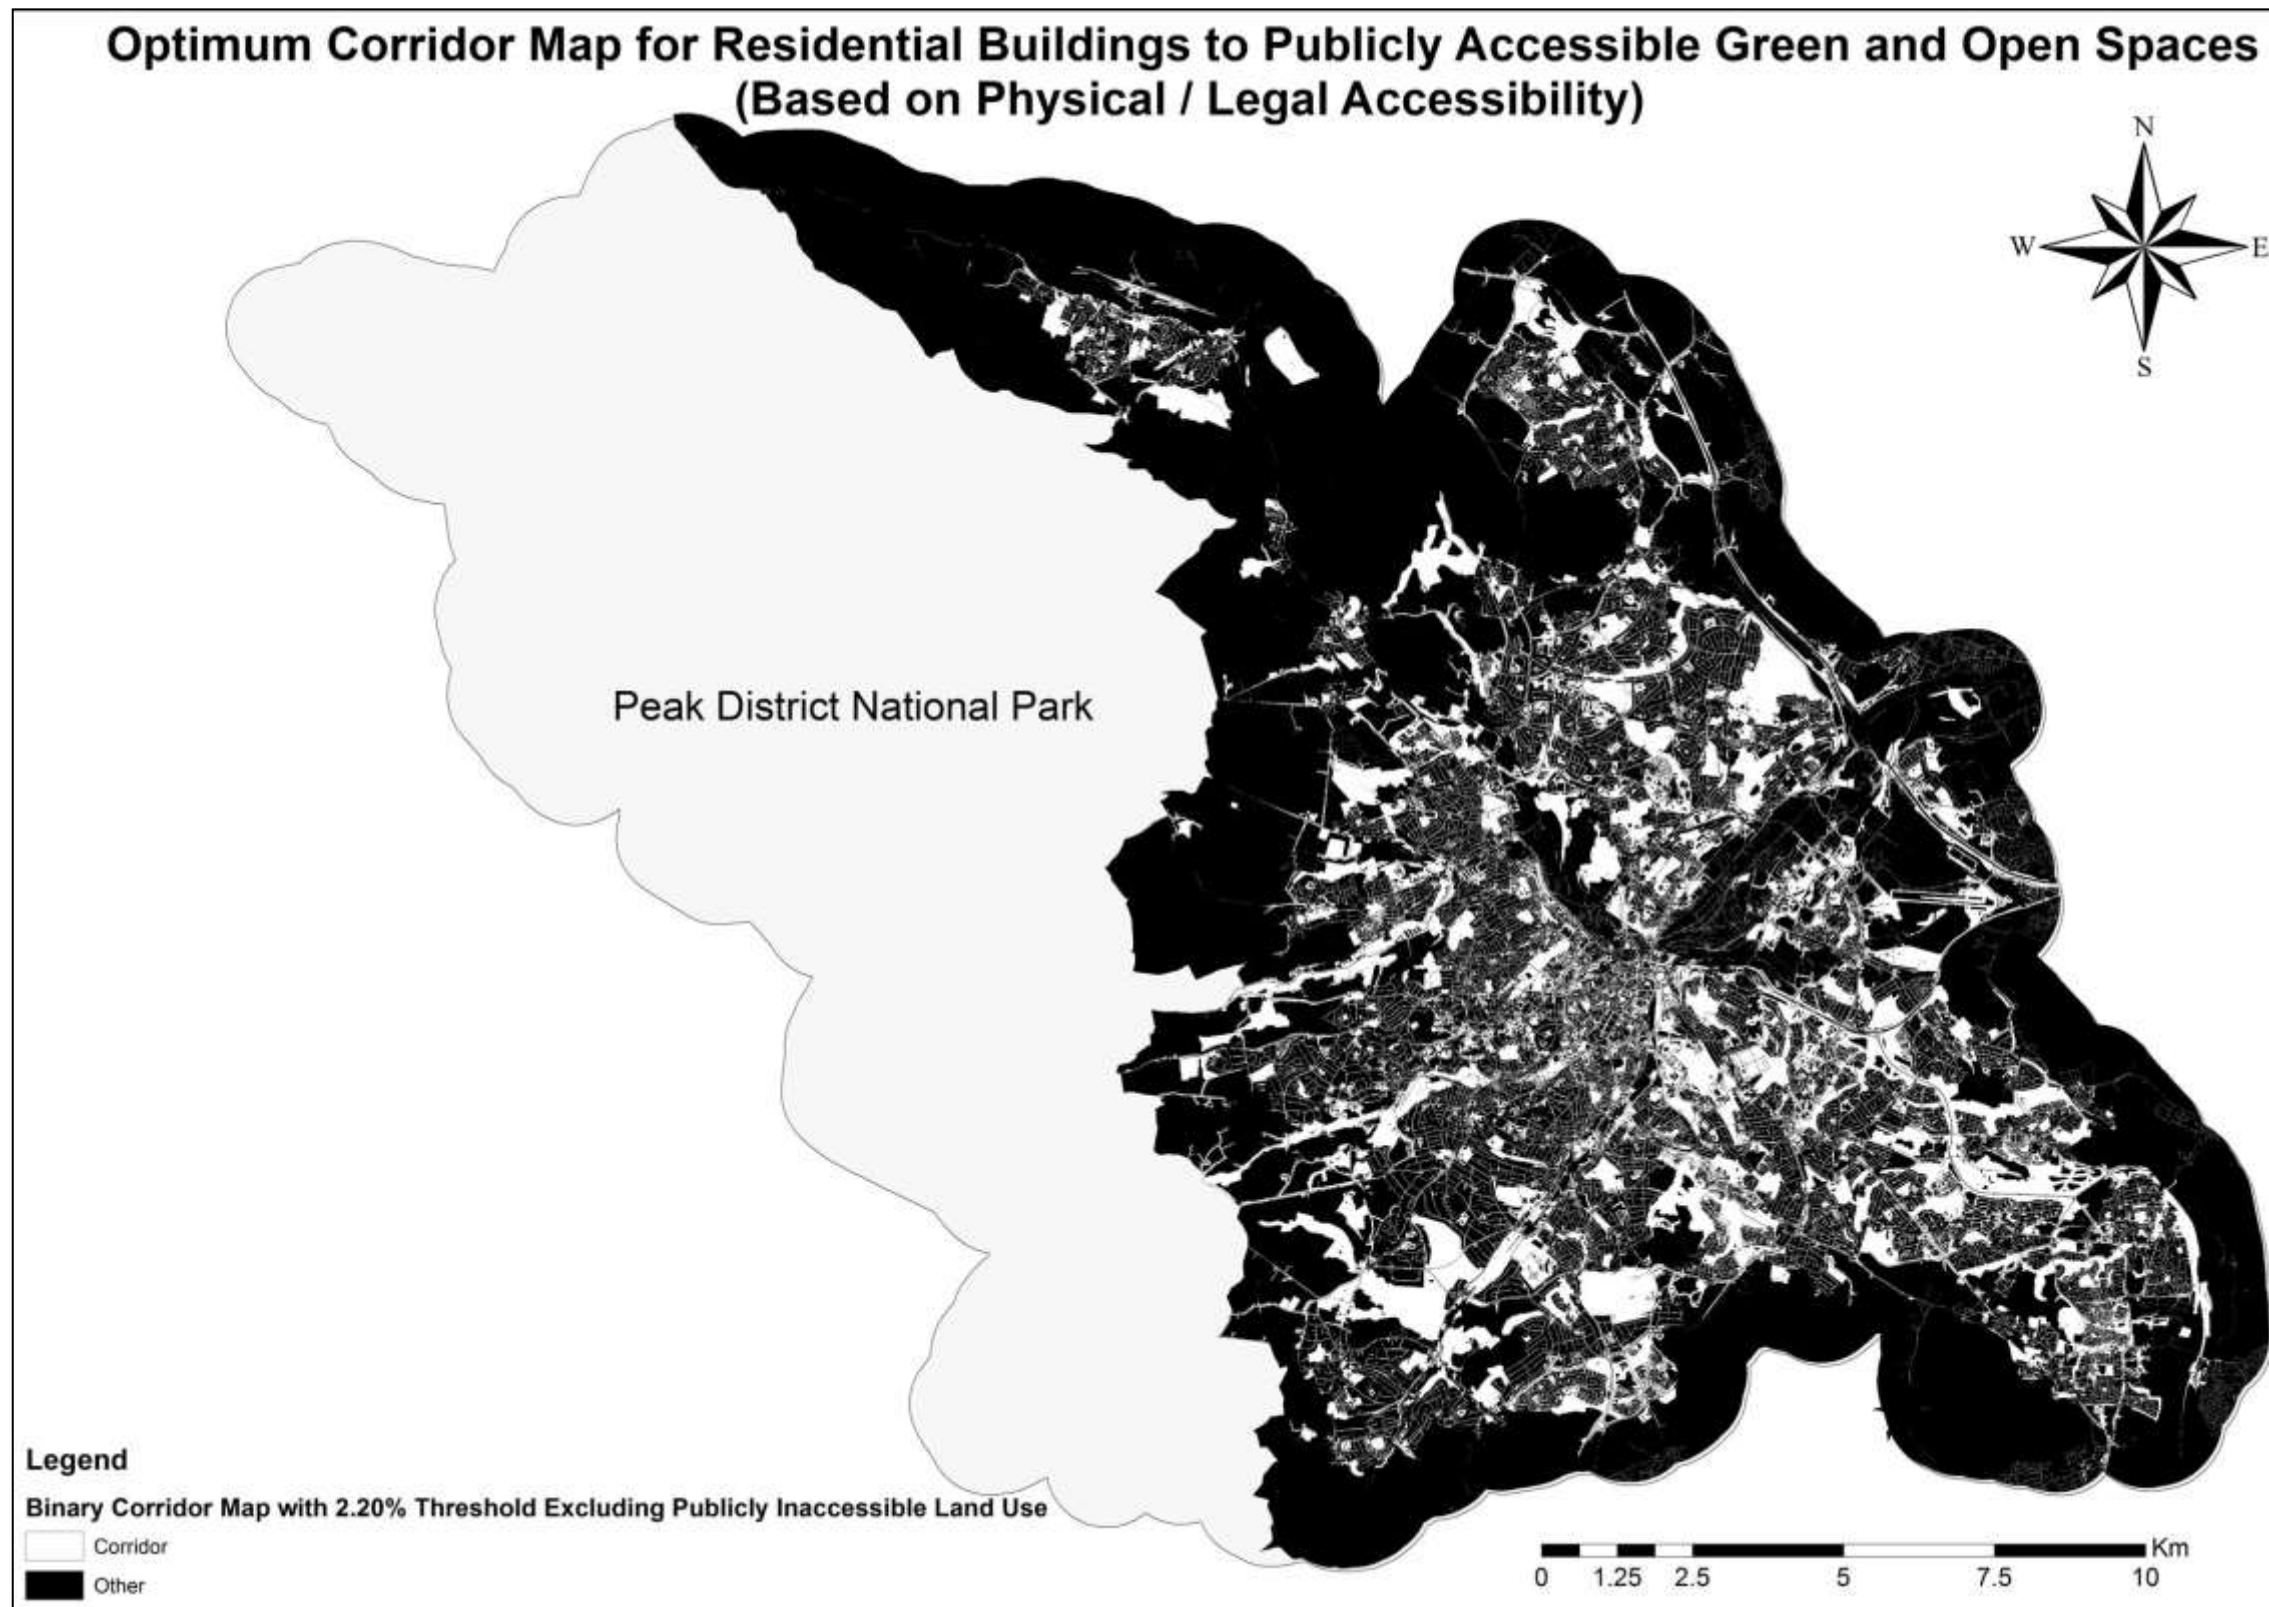 Optimum Corridor Map for Residential Buildings to Publicly Accessible Green and Open Spaces
(Based on Physical / Legal Accessibility)
N
W
E
S
Peak District National Park
Legend
Binary Corridor Map with 2.20% Threshold Excluding Publicly Inaccessible Land Use
Corridor
Other
Km
0 1.25 2.5 5 7.5 10